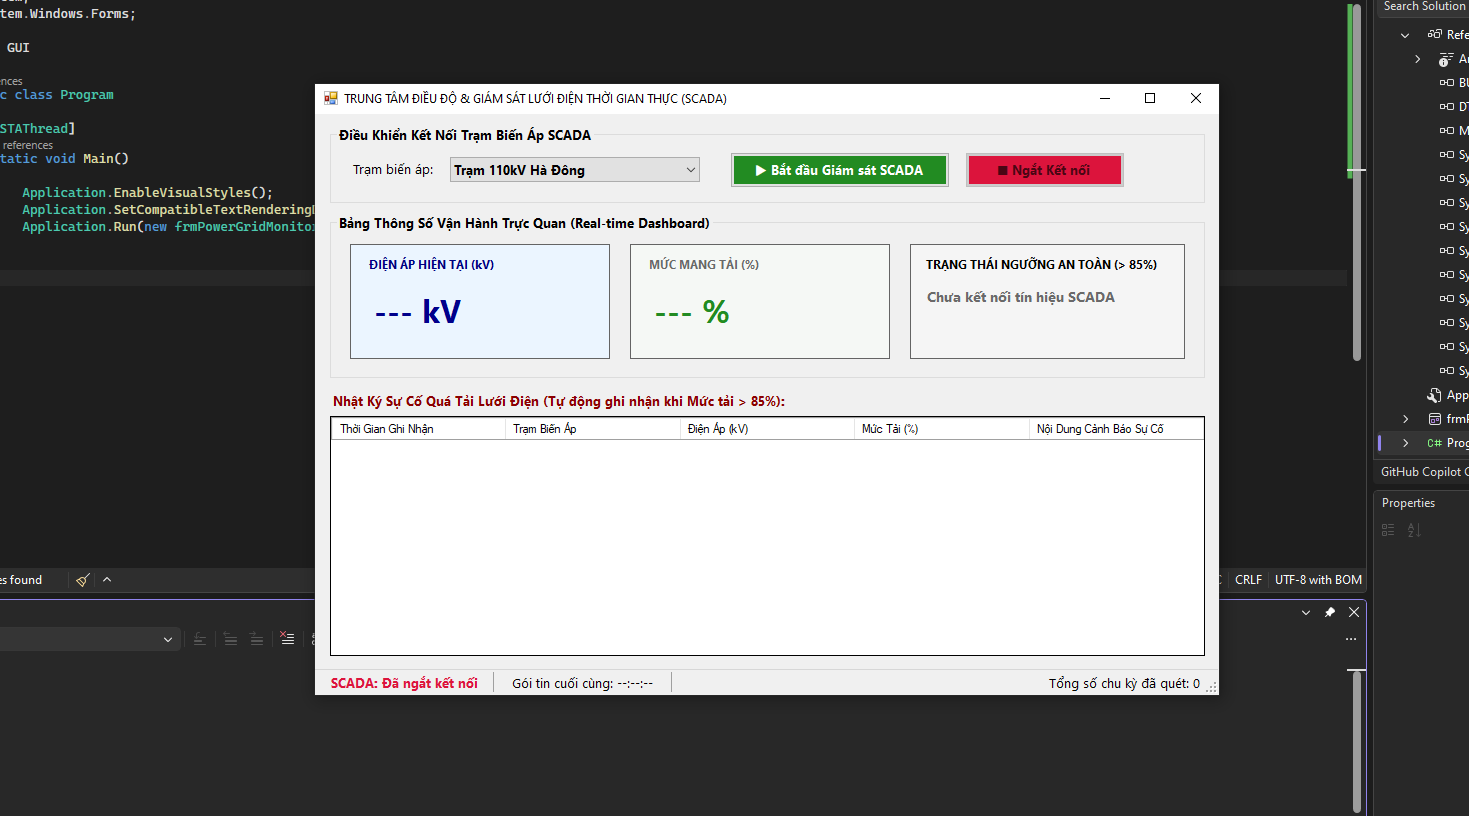 tem.Windows.Forms;
GUI
c class Program
STAThread]
references
tatic void Main()
Application.EnableVisualStyles();
Application.SetCompatibleTextRendering
Application.Run(new frmPowerGridMonito
TRUNG TÂM ĐIỀU ĐỘ & GIÁM SÁT LƯỚI ĐIỆN THỜI GIAN THỰC (SCADA)
Điều Khiển Kết Nối Trạm Biến Áp SCADA
Trạm biến áp:
Trạm 110kV Hà Đông
▶ Bắt đầu Giám sát SCADA
■ Ngắt Kết nối
Bảng Thông Số Vận Hành Trực Quan (Real-time Dashboard)
ĐIỆN ÁP HIỆN TẠI (kV)
--- kV
MỨC MANG TẢI (%)
--- %
TRẠNG THÁI NGƯỠNG AN TOÀN (> 85%)
Chưa kết nối tín hiệu SCADA
Nhật Ký Sự Cố Quá Tải Lưới Điện (Tự động ghi nhận khi Mức tải > 85%):
Thời Gian Ghi Nhận Trạm Biến Áp Điện Áp (kV) Mức Tải (%) Nội Dung Cảnh Báo Sự Cố
SCADA: Đã ngắt kết nối
Gói tin cuối cùng: --:--:--
Tổng số chu kỳ đã quét: 0
es found
CRLF
UTF-8 with BOM
Search Solution
Refe
App
frm
C# Prog
GitHub Copilot
Properties